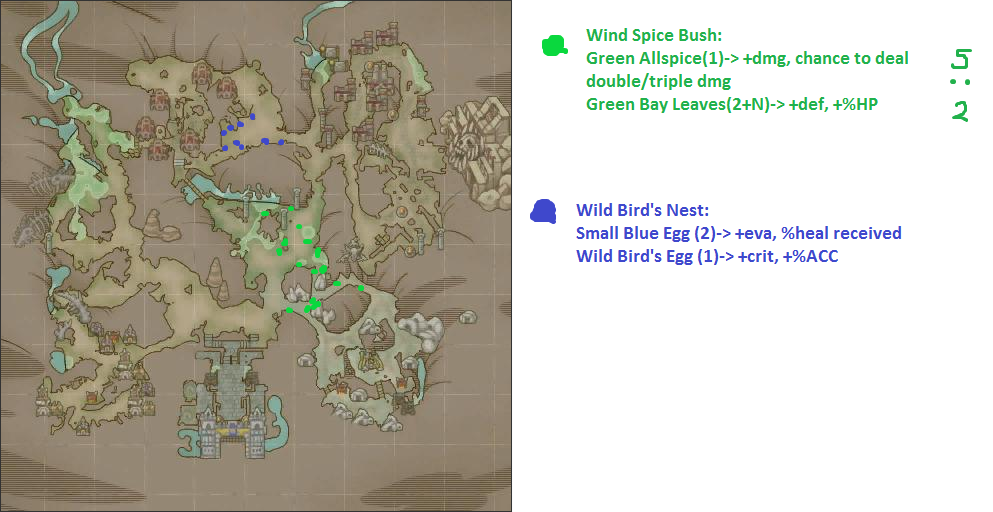 Wind Spice Bush:
Green Allspice(1)-> +dmg, chance to deal
double/triple dmg
Green Bay Leaves(2+N)-> +def, +%HP
5
:
2
Wild Bird's Nest:
Small Blue Egg (2)-> +eva, %heal received
Wild Bird's Egg (1)-> +crit, +%ACC